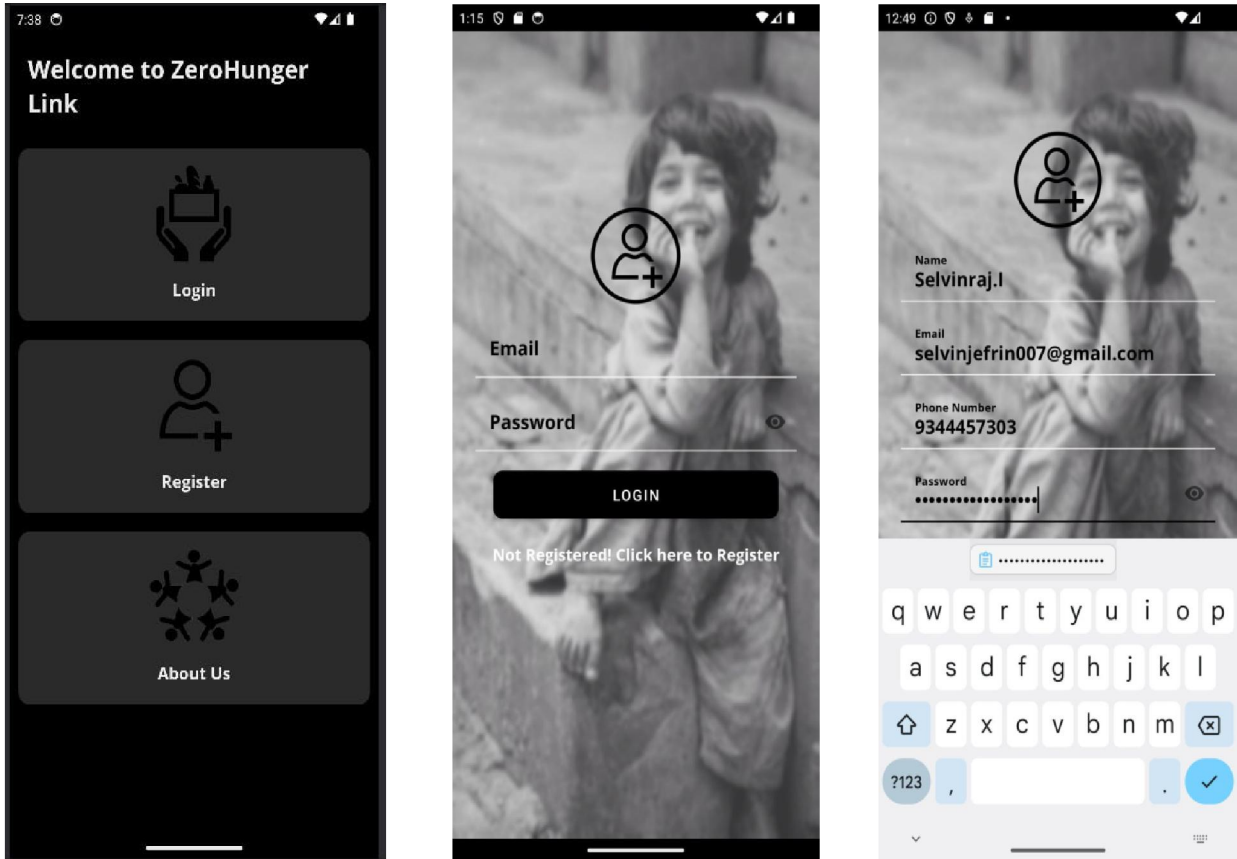 7:38
Welcome to ZeroHunger
Link
Login
Register
About Us
1:15
Email
Password
LOGIN
Not Registered! Click here to Register
12:49
Name
Selvinraj.I
Email
selvinjefrin007@gmail.com
Phone Number
9344457303
Password
••••••••••••••••••
••••••••••••••••••••
q w e r t y u i o p
a s d f g h j k l
z x c v b n m
?123 , .